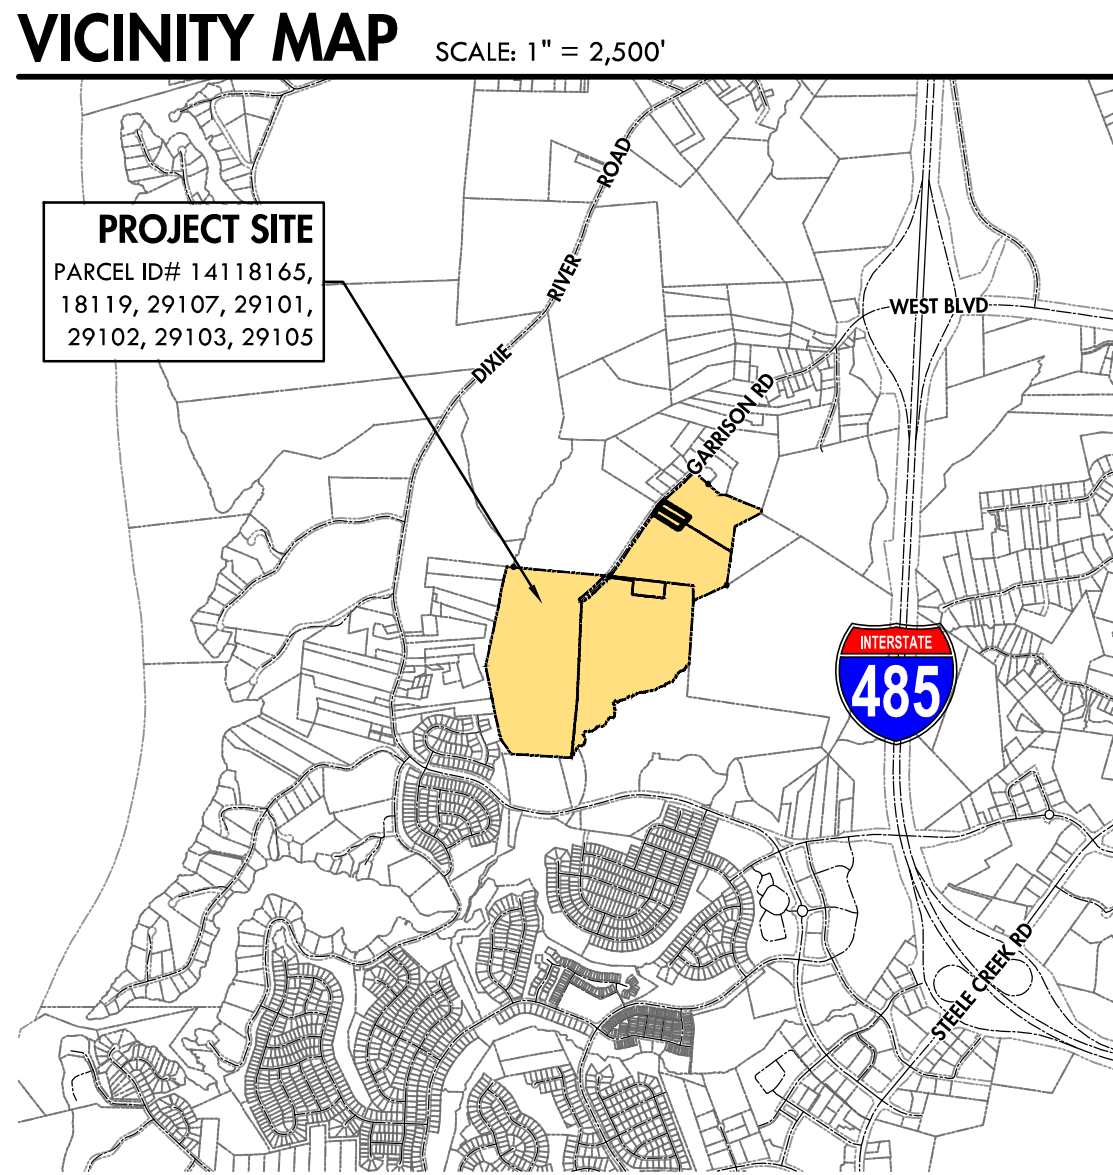 VICINITY MAP SCALE: 1" = 2,500'
DIXIE RIVER ROAD
PROJECT SITE
PARCEL ID# 14118165,
18119, 29107, 29101,
29102, 29103, 29105
WEST BLVD
GARRISON RD
INTERSTATE
485
STEELE CREEK RD